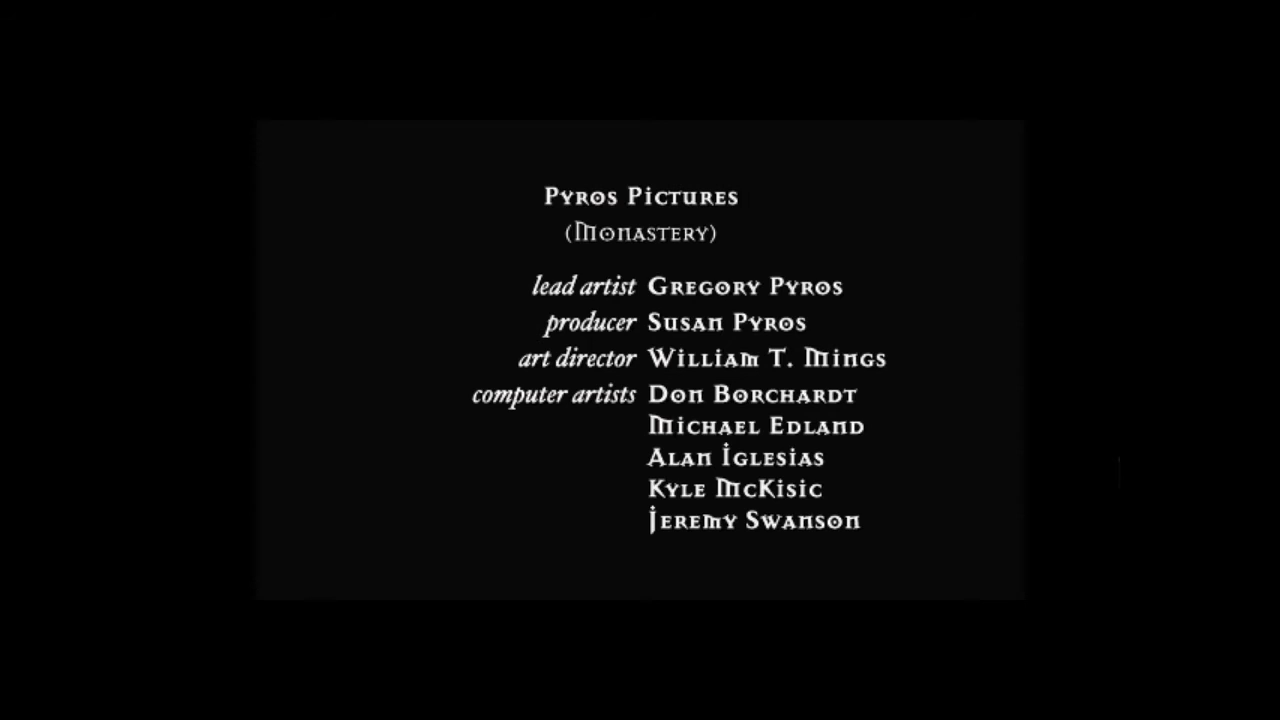 Pyros Pictures
(Monastery)
lead artist Gregory Pyros
producer Susan Pyros
art director William T. Mings
computer artists Don Borchardt
Michael Edland
Alan Iglesias
Kyle McKisic
Jeremy Swanson